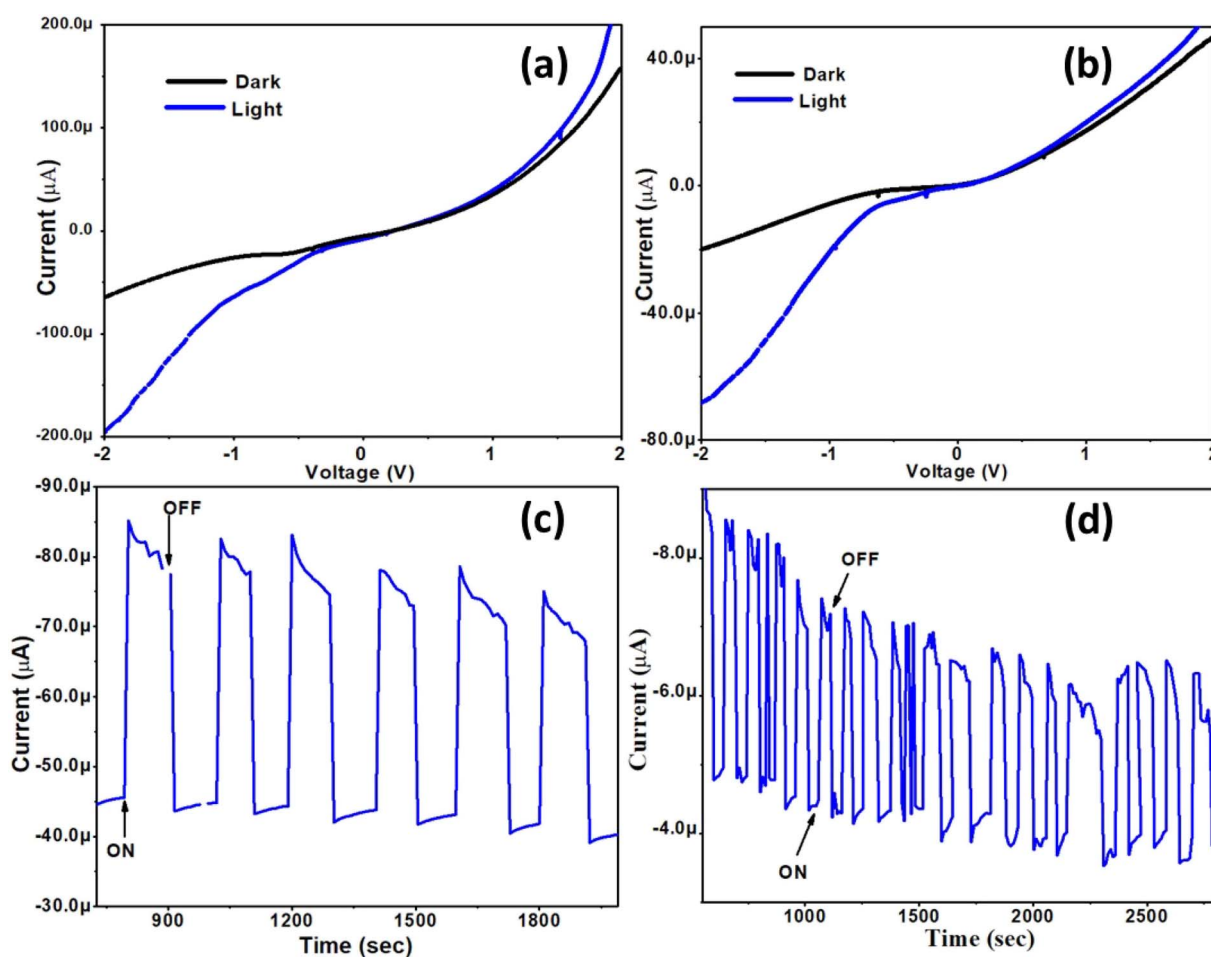 200.0μ
100.0μ
0.0
-100.0μ
-200.0μ
Current (μA)
Dark
Light
(a)
-2
-1
0
1
2
Voltage (V)
40.0μ
0.0
-40.0μ
-80.0μ
Current (μA)
Dark
Light
(b)
-2
-1
0
1
2
Voltage (V)
-90.0μ
-80.0μ
-70.0μ
-60.0μ
-50.0μ
-40.0μ
-30.0μ
Current (μA)
OFF
(c)
ON
900
1200
1500
1800
Time (sec)
-8.0μ
-6.0μ
-4.0μ
Current (μA)
OFF
(d)
ON
1000
1500
2000
2500
Time (sec)